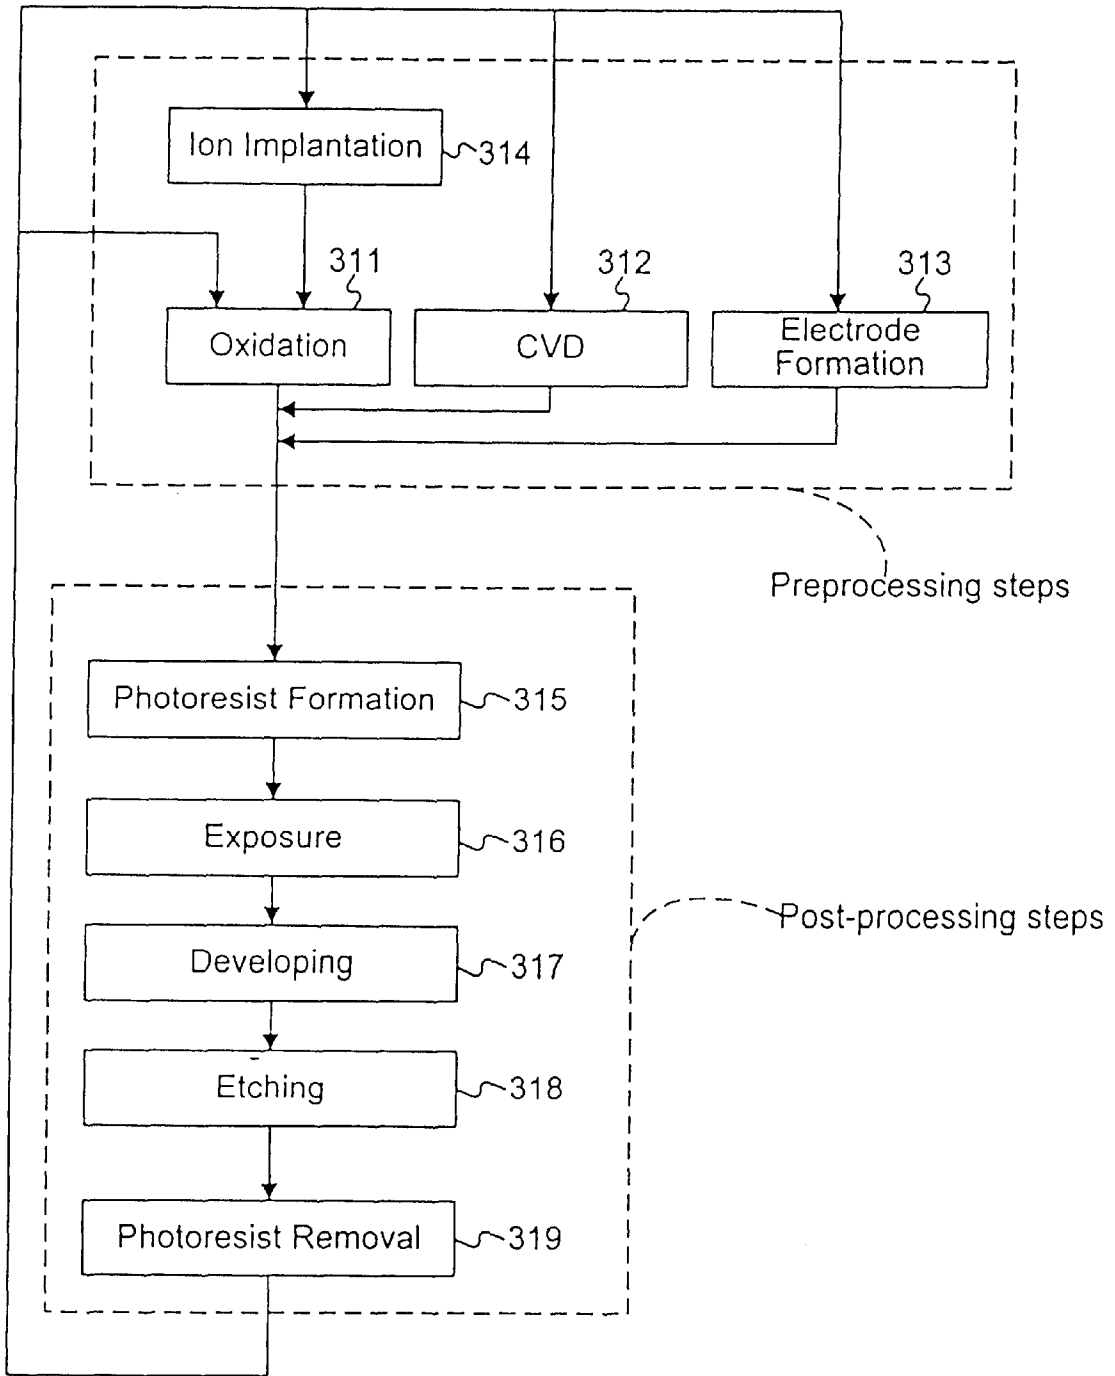 Ion Implantation
314
311
312
313
Oxidation
CVD
Electrode
Formation
Preprocessing steps
Photoresist Formation
315
Exposure
316
Post-processing steps
Developing
317
Etching
318
Photoresist Removal
319